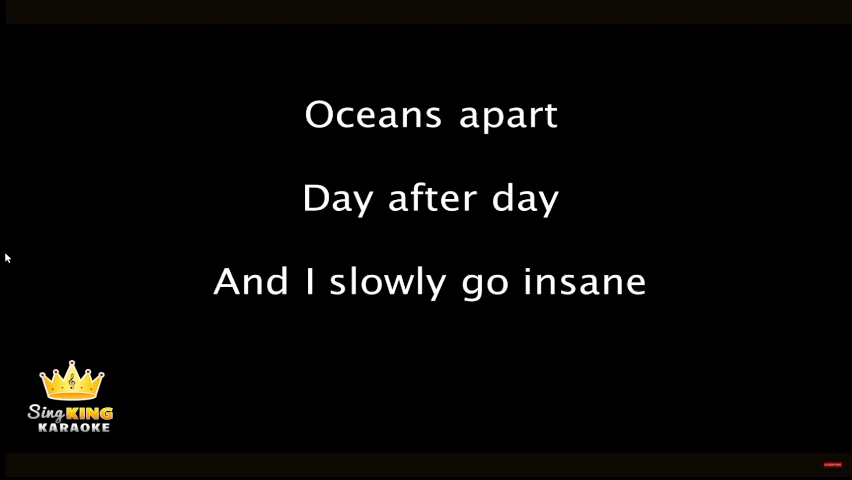 Oceans apart
Day after day
And I slowly go insane
Sing KING
KARAOKE